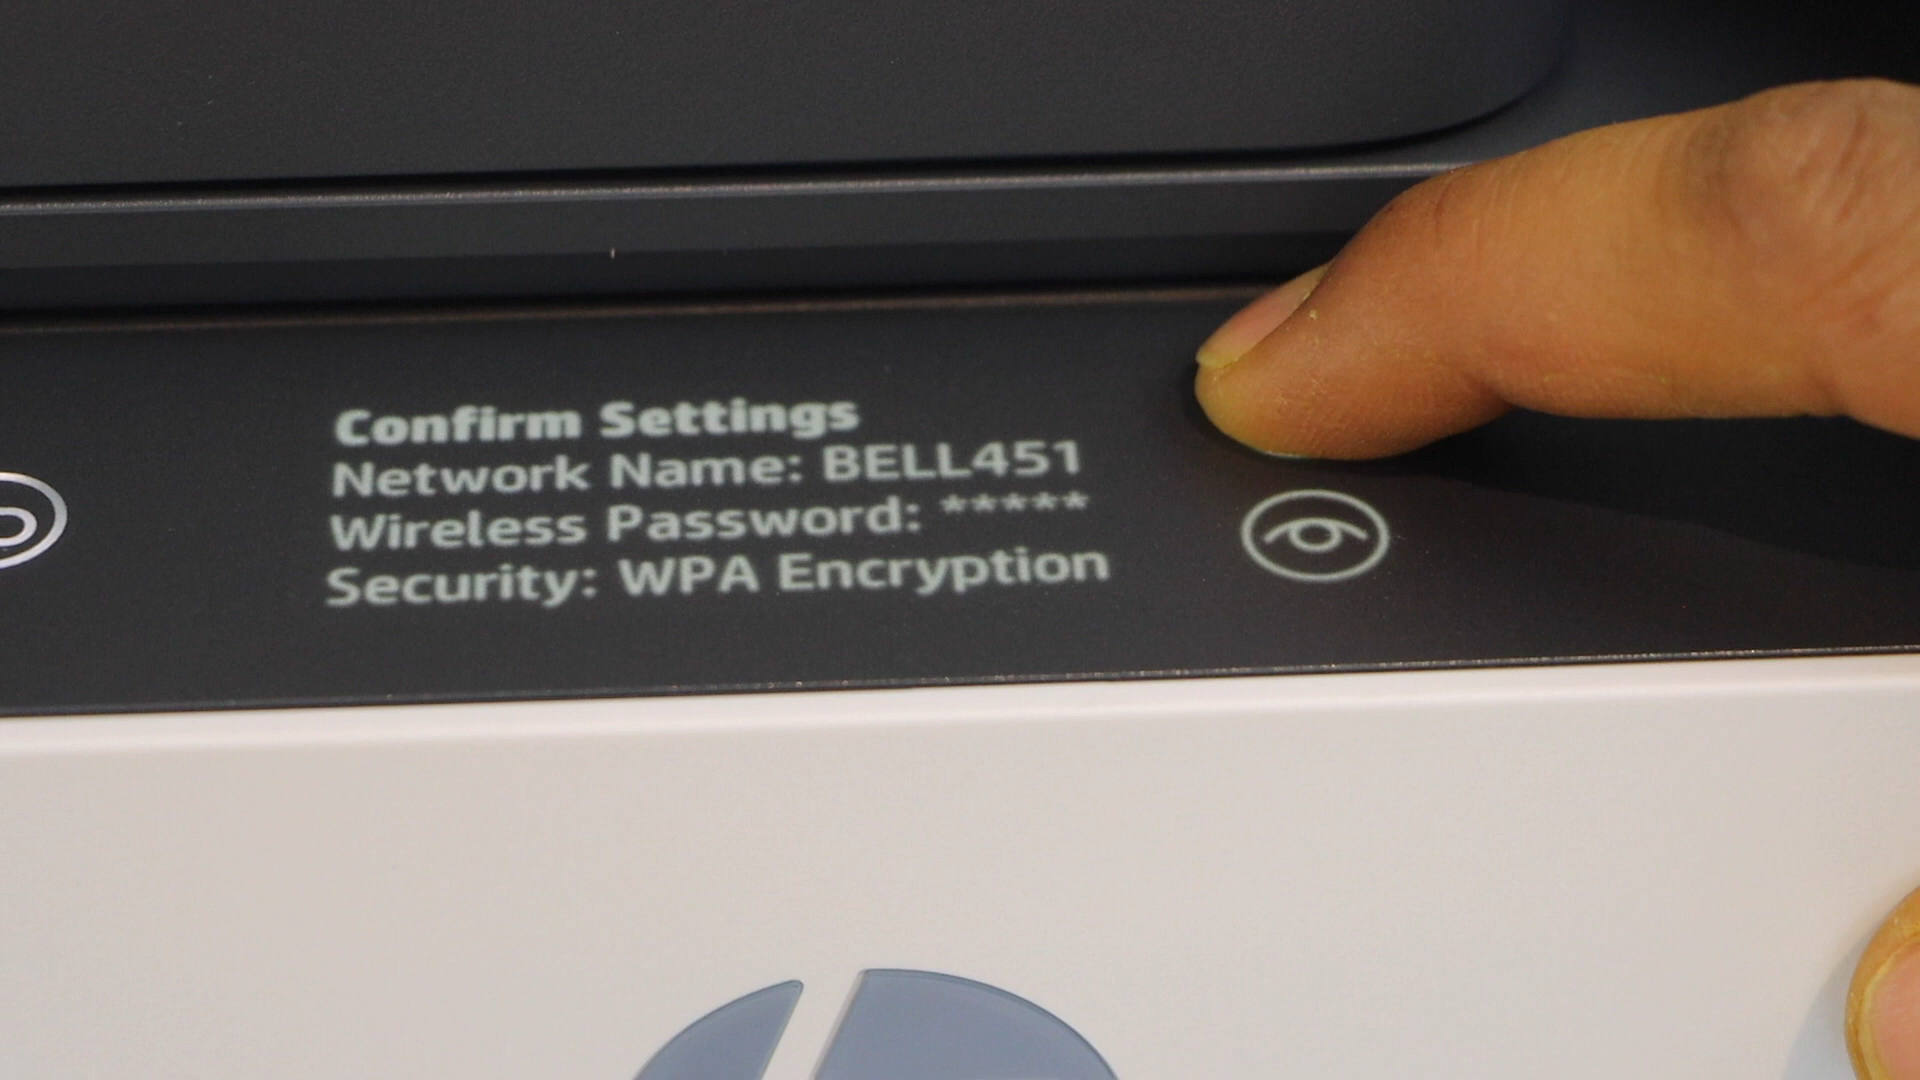 Confirm Settings
Network Name: BELL451
Wireless Password: *****
Security: WPA Encryption